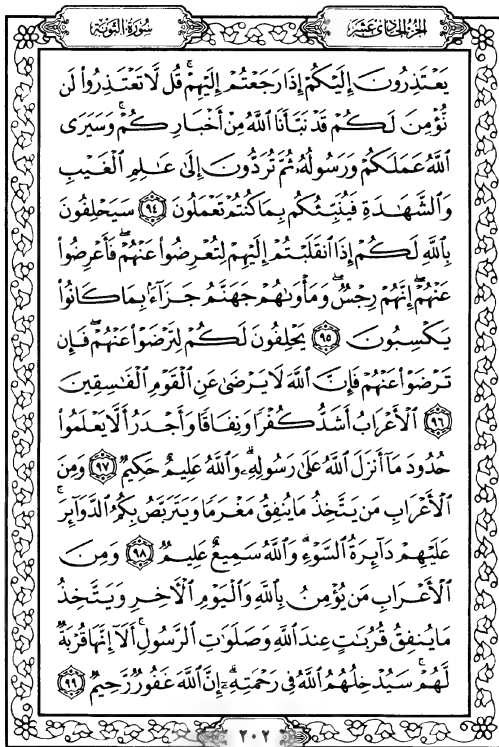 الجزء الحادي عشر
سورة التوبة
يَعْتَذِرُونَ إِلَيْكُمْ إِذَا رَجَعْتُمْ إِلَيْهِمْ ۚ قُل لَّا تَعْتَذِرُوا۟ لَن
نُّؤْمِنَ لَكُمْ قَدْ نَبَّأَنَا ٱللَّهُ مِنْ أَخْبَارِكُمْ ۚ وَسَيَرَى
ٱللَّهُ عَمَلَكُمْ وَرَسُولُهُۥ ثُمَّ تُرَدُّونَ إِلَىٰ عَـٰلِمِ ٱلْغَيْبِ
وَٱلشَّهَـٰدَةِ فَيُنَبِّئُكُم بِمَا كُنتُمْ تَعْمَلُونَ ٩٤ سَيَحْلِفُونَ
بِٱللَّهِ لَكُمْ إِذَا ٱنقَلَبْتُمْ إِلَيْهِمْ لِتُعْرِضُوا۟ عَنْهُمْ ۖ فَأَعْرِضُوا۟
عَنْهُمْ ۖ إِنَّهُمْ رِجْسٌ ۖ وَمَأْوَىٰهُمْ جَهَنَّمُ جَزَآءًۢ بِمَا كَانُوا۟
يَكْسِبُونَ ٩٥ يَحْلِفُونَ لَكُمْ لِتَرْضَوْا۟ عَنْهُمْ ۖ فَإِن
تَرْضَوْا۟ عَنْهُمْ فَإِنَّ ٱللَّهَ لَا يَرْضَىٰ عَنِ ٱلْقَوْمِ ٱلْفَـٰسِقِينَ
٩٦ ٱلْأَعْرَابُ أَشَدُّ كُفْرًا وَنِفَاقًا وَأَجْدَرُ أَلَّا يَعْلَمُوا۟
حُدُودَ مَآ أَنزَلَ ٱللَّهُ عَلَىٰ رَسُولِهِۦ ۗ وَٱللَّهُ عَلِيمٌ حَكِيمٌ ٩٧ وَمِنَ
ٱلْأَعْرَابِ مَن يَتَّخِذُ مَا يُنفِقُ مَغْرَمًا وَيَتَرَبَّصُ بِكُمُ ٱلدَّوَآئِرَ ۚ
عَلَيْهِمْ دَآئِرَةُ ٱلسَّوْءِ ۗ وَٱللَّهُ سَمِيعٌ عَلِيمٌ ٩٨ وَمِنَ
ٱلْأَعْرَابِ مَن يُؤْمِنُ بِٱللَّهِ وَٱلْيَوْمِ ٱلْـَٔاخِرِ وَيَتَّخِذُ
مَا يُنفِقُ قُرُبَـٰتٍ عِندَ ٱللَّهِ وَصَلَوَٰتِ ٱلرَّسُولِ ۚ أَلَآ إِنَّهَا قُرْبَةٌ
لَّهُمْ ۚ سَيُدْخِلُهُمُ ٱللَّهُ فِى رَحْمَتِهِۦٓ ۗ إِنَّ ٱللَّهَ غَفُورٌ رَّحِيمٌ ٩٩
٢٠٢